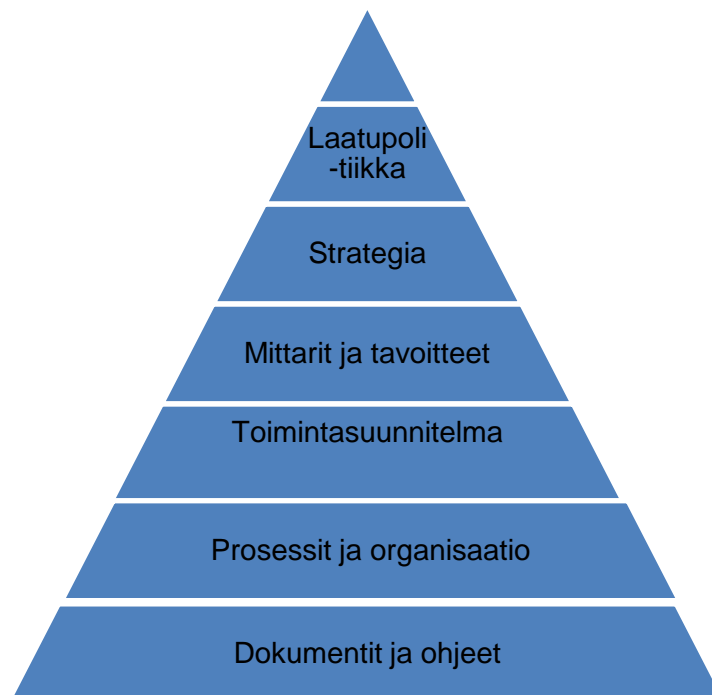 Laatupoli
-tiikka
Strategia
Mittarit ja tavoitteet
Toimintasuunnitelma
Prosessit ja organisaatio
Dokumentit ja ohjeet